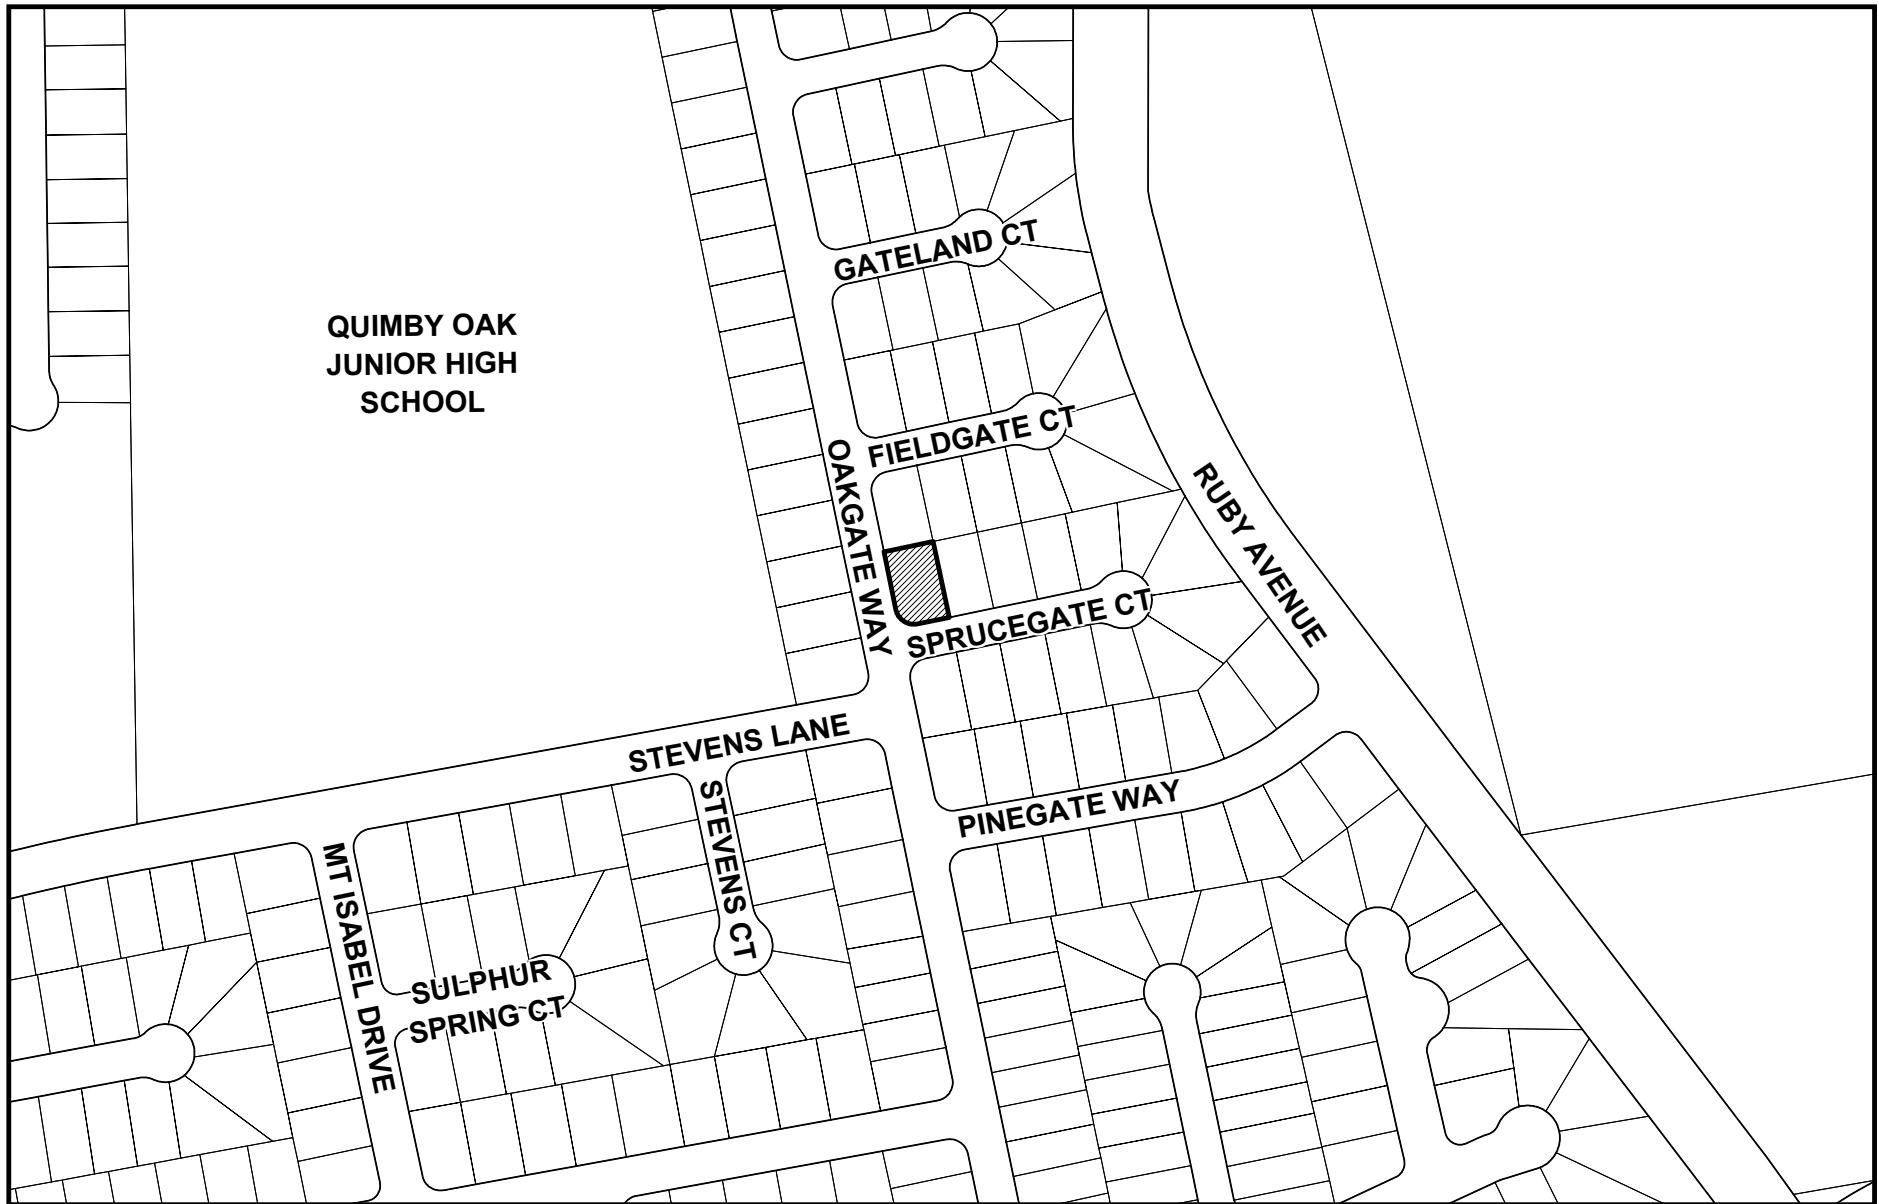 GATELAND CT
QUIMBY OAK
JUNIOR HIGH
SCHOOL
FIELDGATE CT
OAKGATE WAY
RUBY AVENUE
SPRUCEGATE CT
STEVENS LANE
STEVENS CT
PINEGATE WAY
MT ISABEL DRIVE
SULPHUR
SPRING CT